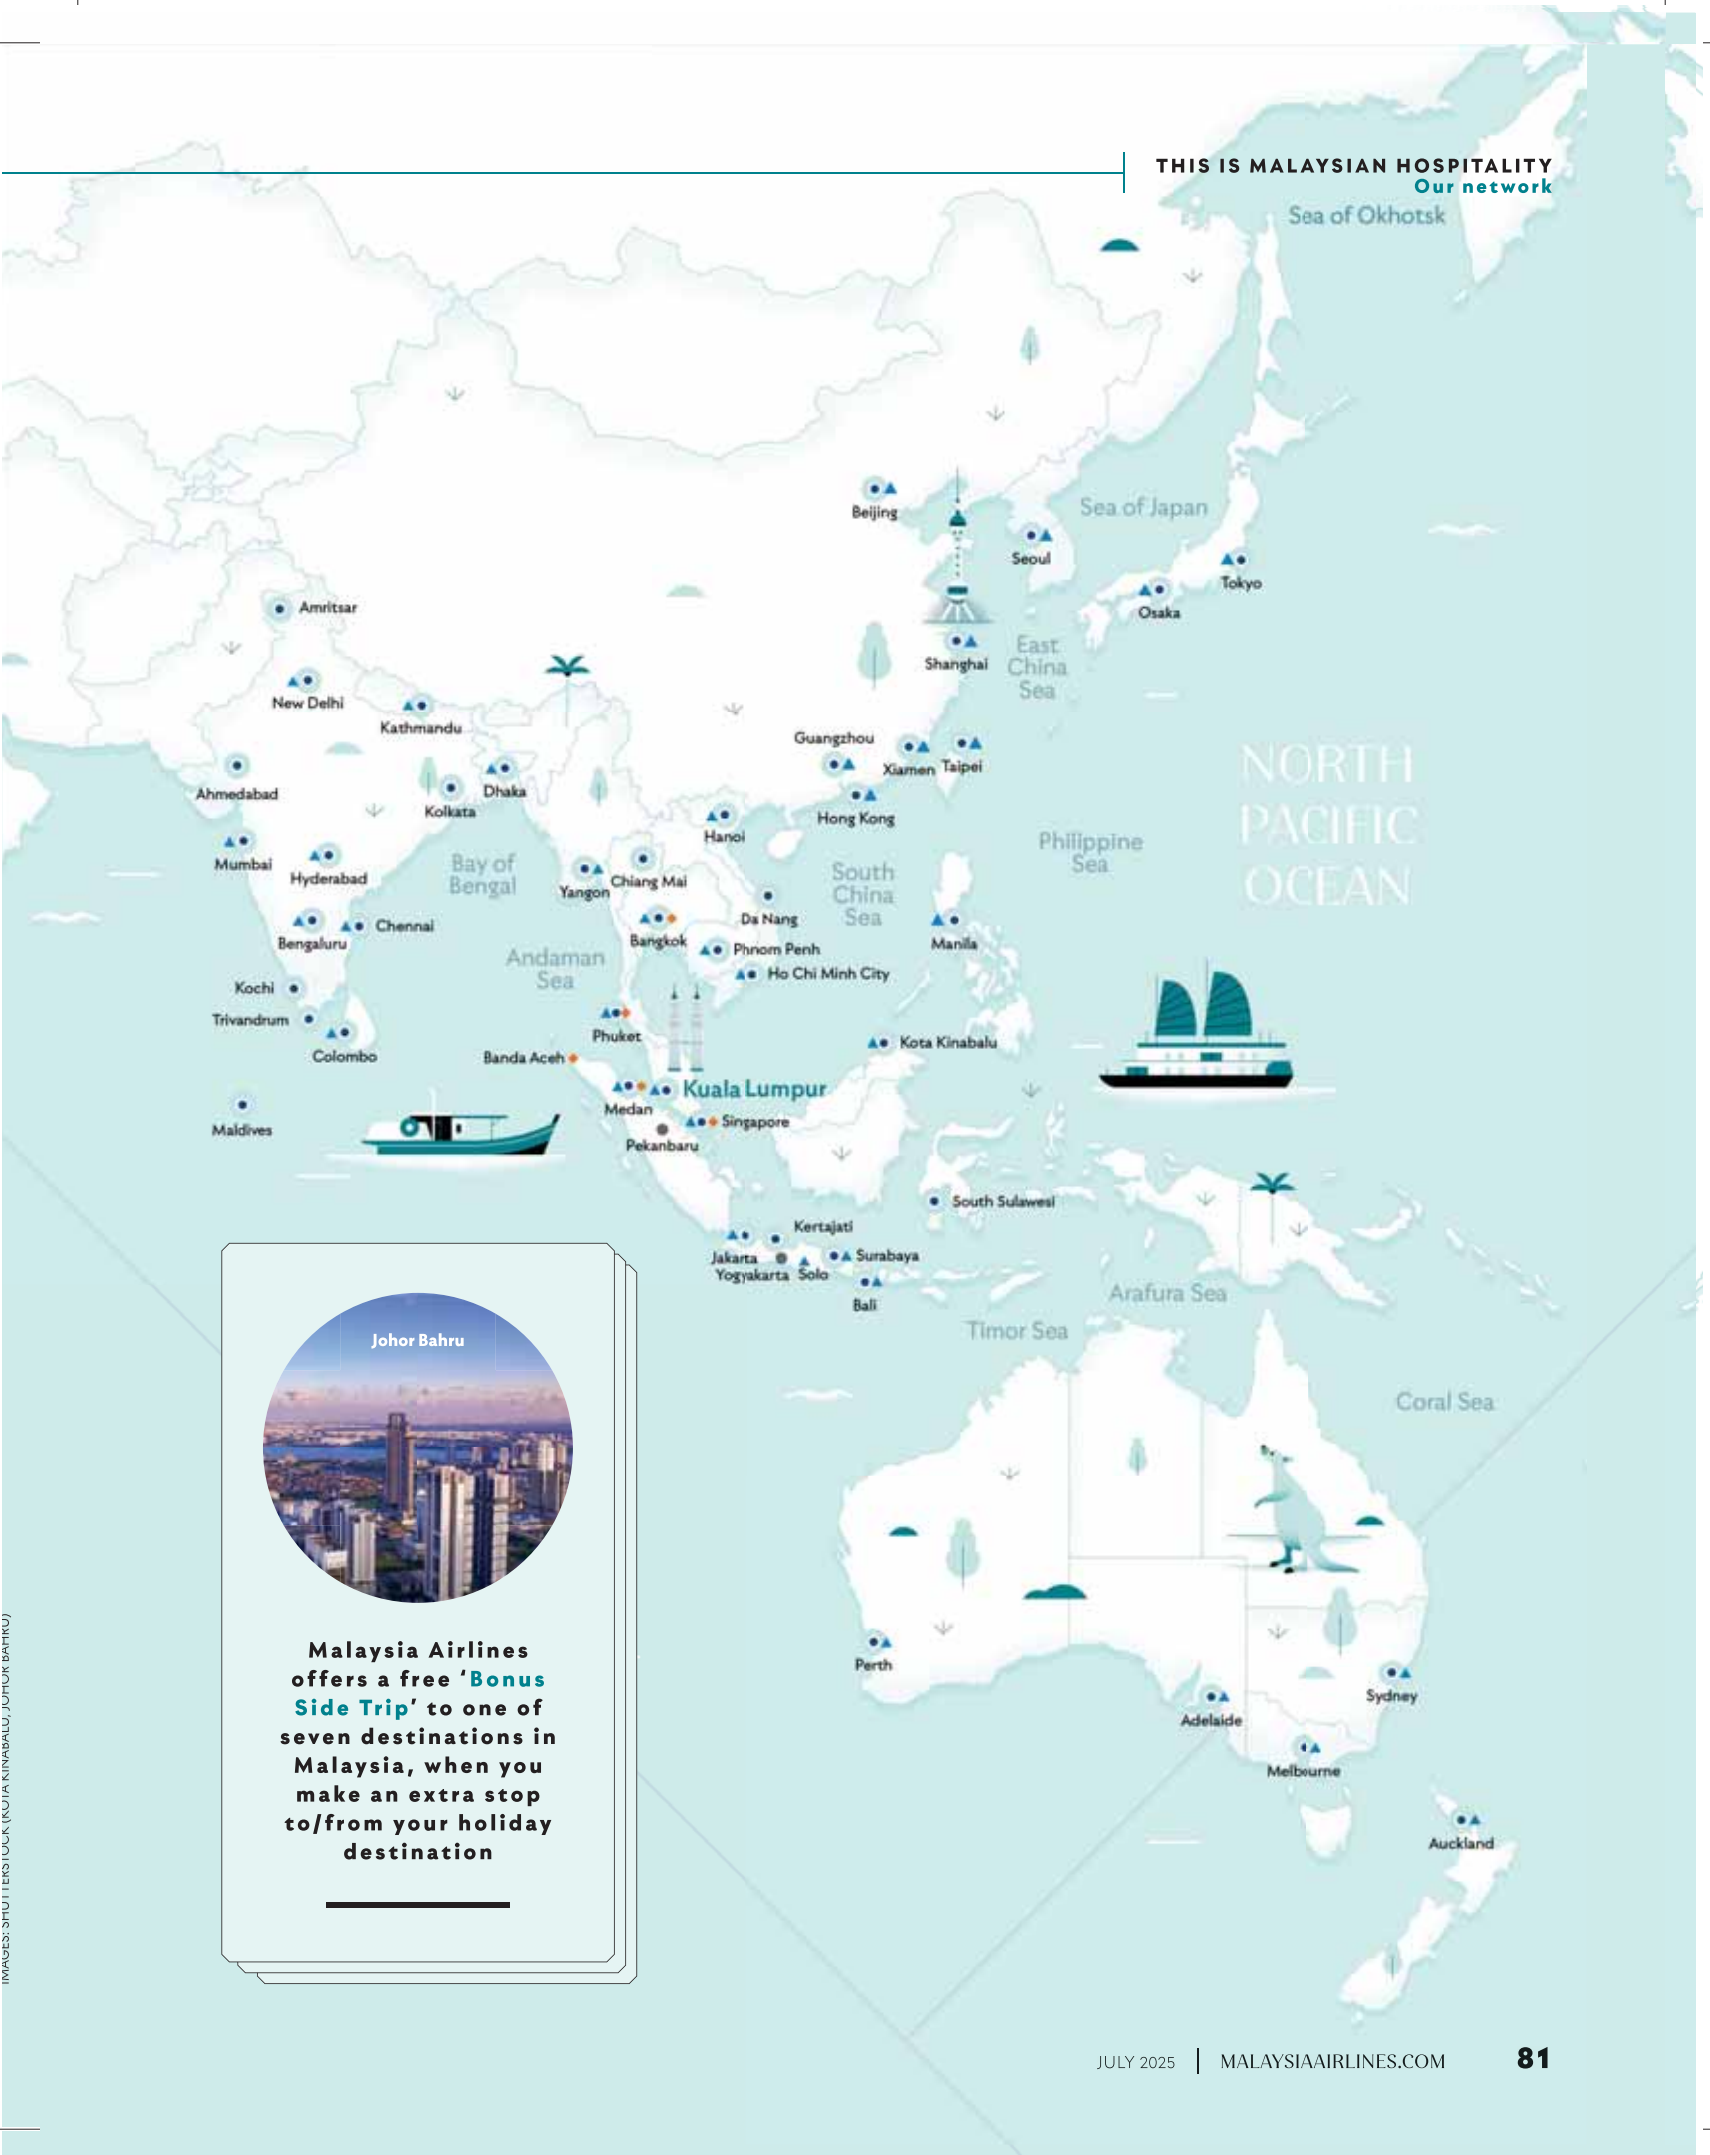 THIS IS MALAYSIAN HOSPITALITY
Our network
Sea of Okhotsk
Beijing
Sea of Japan
Seoul
Tokyo
Osaka
Amritsar
East
China
Sea
Shanghai
New Delhi
Kathmandu
Guangzhou
Xiamen
Taipei
NORTH
PACIFIC
OCEAN
Ahmedabad
Dhaka
Kolkata
Hong Kong
Hanoi
Philippine
Sea
Mumbai
Hyderabad
Bay of
Bengal
Yangon
Chiang Mai
South
China
Sea
Bengaluru
Chennai
Bangkok
Da Nang
Manila
Phnom Penh
Andaman
Sea
Ho Chi Minh City
Kochi
Trivandrum
Colombo
Phuket
Kota Kinabalu
Banda Aceh
Kuala Lumpur
Medan
Singapore
Maldives
Pekanbaru
South Sulawesi
Kertajati
Jakarta
Surabaya
Yogyakarta
Solo
Bali
Arafura Sea
Timor Sea
Coral Sea
Johor Bahru
Malaysia Airlines
offers a free ‘Bonus
Side Trip’ to one of
seven destinations in
Malaysia, when you
make an extra stop
to/from your holiday
destination
Perth
Sydney
Adelaide
Melbourne
Auckland
IMAGES: SHUTTERSTOCK (KOTA KINABALU, JOHOR BAHRU)
JULY 2025 | MALAYSIAAIRLINES.COM 81